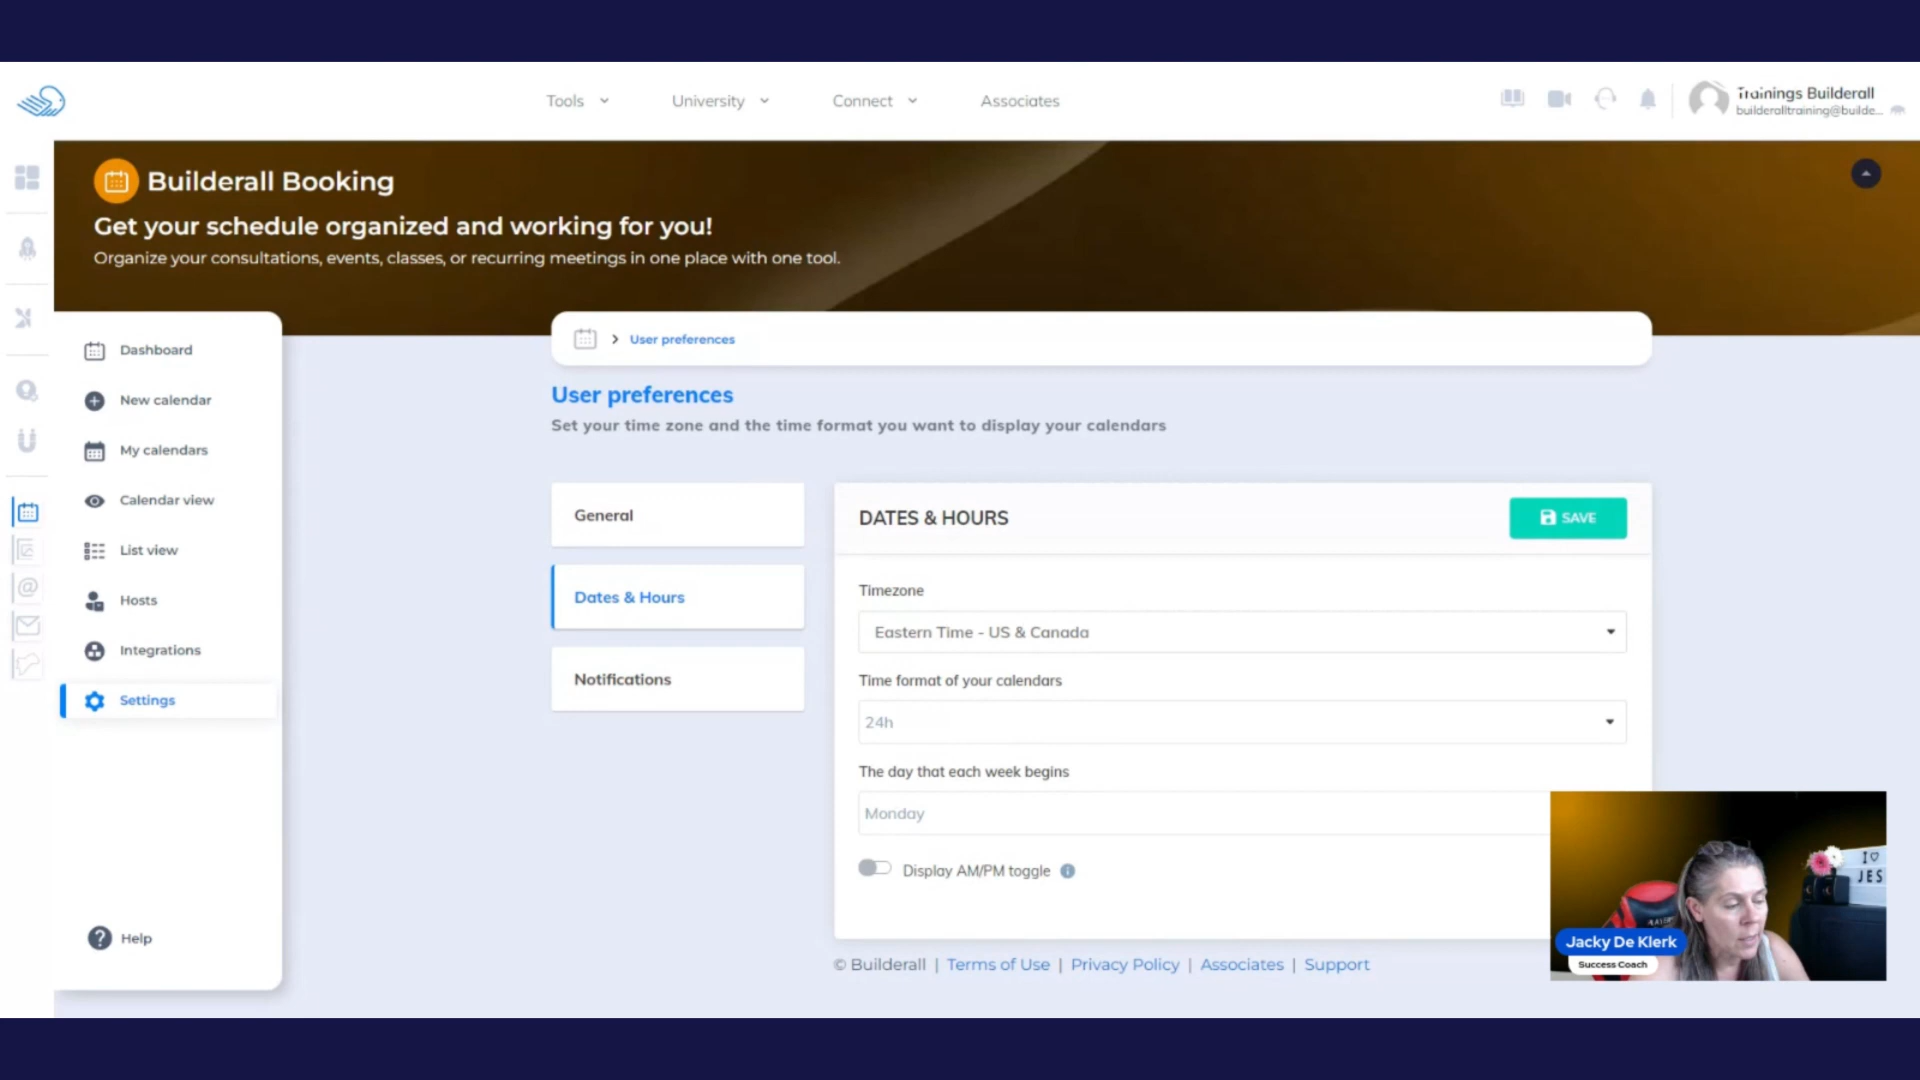 Tools
University
Connect
Associates
Trainings Builderall
builderalltraining@builde...
Builderall Booking
Get your schedule organized and working for you!
Organize your consultations, events, classes, or recurring meetings in one place with one tool.
Dashboard
New calendar
My calendars
Calendar view
List view
Hosts
Integrations
Settings
Help
User preferences
User preferences
Set your time zone and the time format you want to display your calendars
General
Dates & Hours
Notifications
DATES & HOURS
SAVE
Timezone
Eastern Time - US & Canada
Time format of your calendars
24h
The day that each week begins
Monday
Display AM/PM toggle
© Builderall | Terms of Use | Privacy Policy | Associates | Support
I ♡
JES
Jacky De Klerk
Success Coach